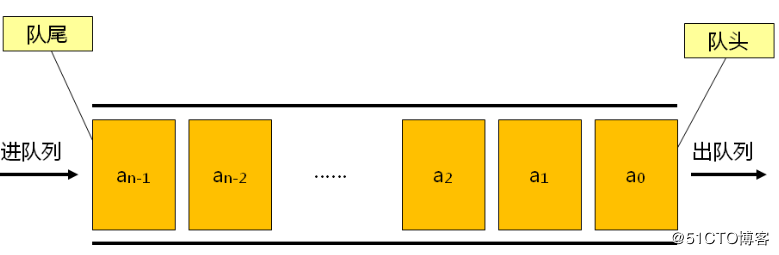 队尾
队头
进队列
出队列
an-1 an-2 ...... a2 a1 a0
@51CTO博客